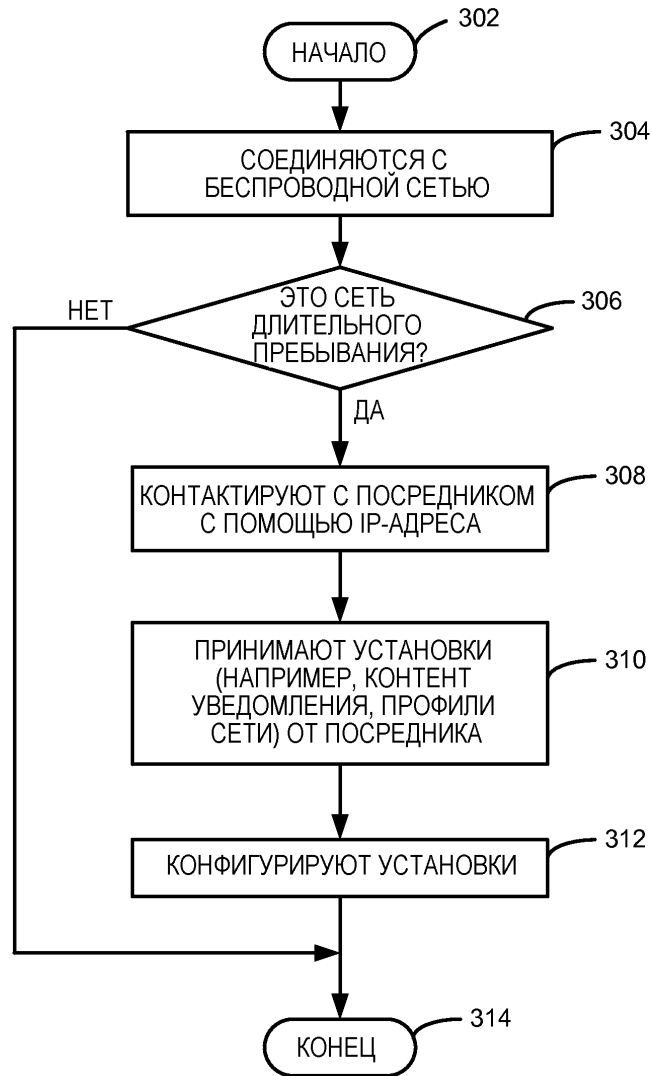 302
НАЧАЛО
304
СОЕДИНЯЮТСЯ С
БЕСПРОВОДНОЙ СЕТЬЮ
НЕТ
ЭТО СЕТЬ
ДЛИТЕЛЬНОГО
ПРЕБЫВАНИЯ?
306
ДА
308
КОНТАКТИРУЮТ С ПОСРЕДНИКОМ
С ПОМОЩЬЮ IP-АДРЕСА
ПРИНИМАЮТ УСТАНОВКИ
(НАПРИМЕР, КОНТЕНТ
УВЕДОМЛЕНИЯ, ПРОФИЛИ
СЕТИ) ОТ ПОСРЕДНИКА
310
312
КОНФИГУРИРУЮТ УСТАНОВКИ
314
КОНЕЦ